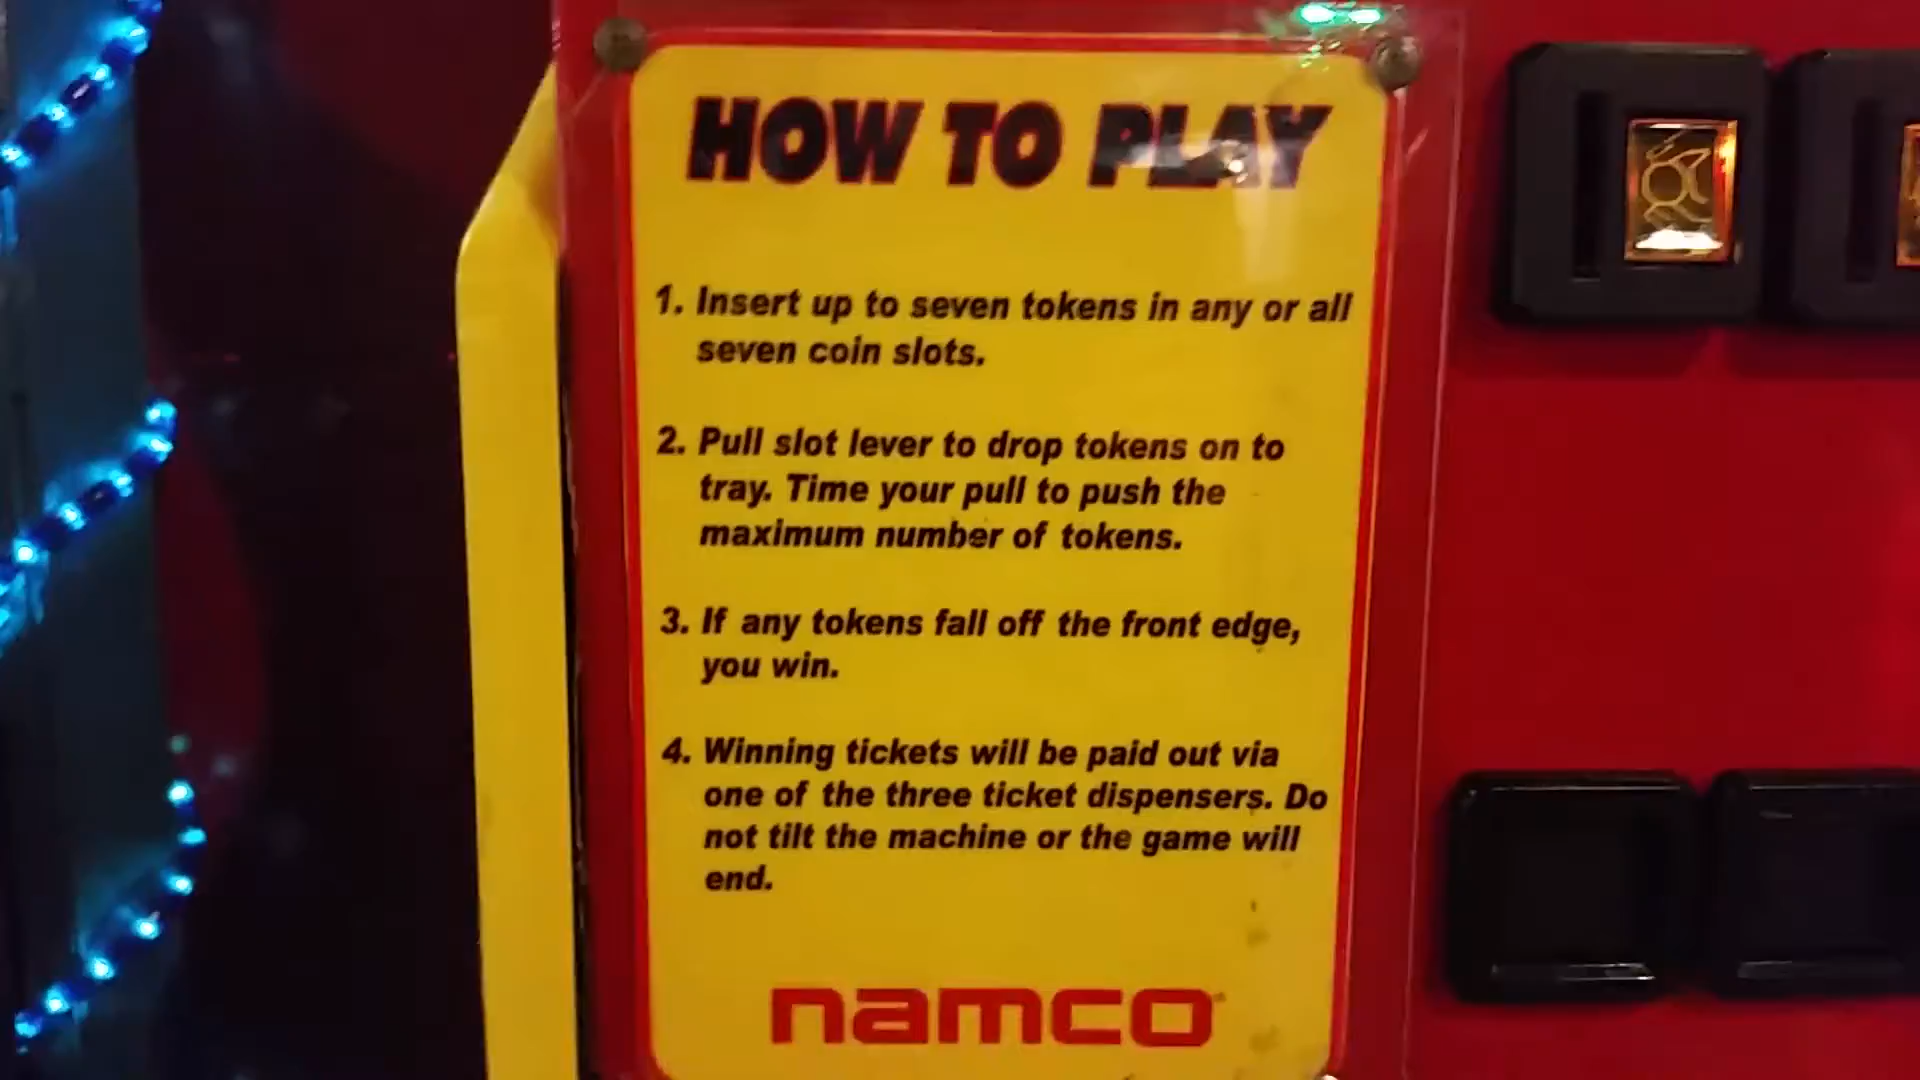 HOW TO PLAY
1. Insert up to seven tokens in any or all
seven coin slots.
2. Pull slot lever to drop tokens on to
tray. Time your pull to push the
maximum number of tokens.
3. If any tokens fall off the front edge,
you win.
4. Winning tickets will be paid out via
one of the three ticket dispensers. Do
not tilt the machine or the game will
end.
namco